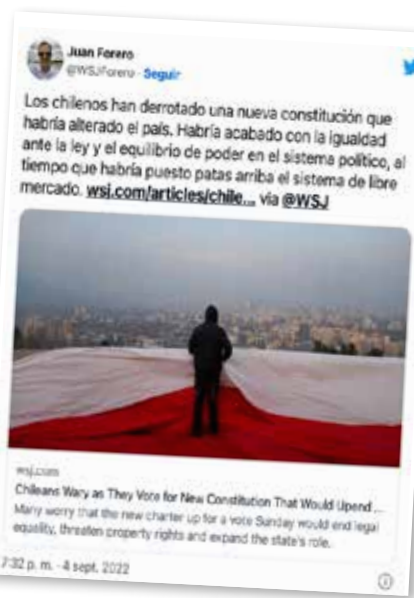 Juan Forero
@WSJForero · Seguir
Los chilenos han derrotado una nueva constitución que
habría alterado el país. Habría acabado con la igualdad
ante la ley y el equilibrio de poder en el sistema político, al
tiempo que habría puesto patas arriba el sistema de libre
mercado. wsj.com/articles/chile... via @WSJ
wsj.com
Chileans Wary as They Vote for New Constitution That Would Upend ...
Many worry that the new charter up for a vote Sunday would end legal
equality, threaten property rights and expand the state's role.
7:32 p. m. · 4 sept. 2022